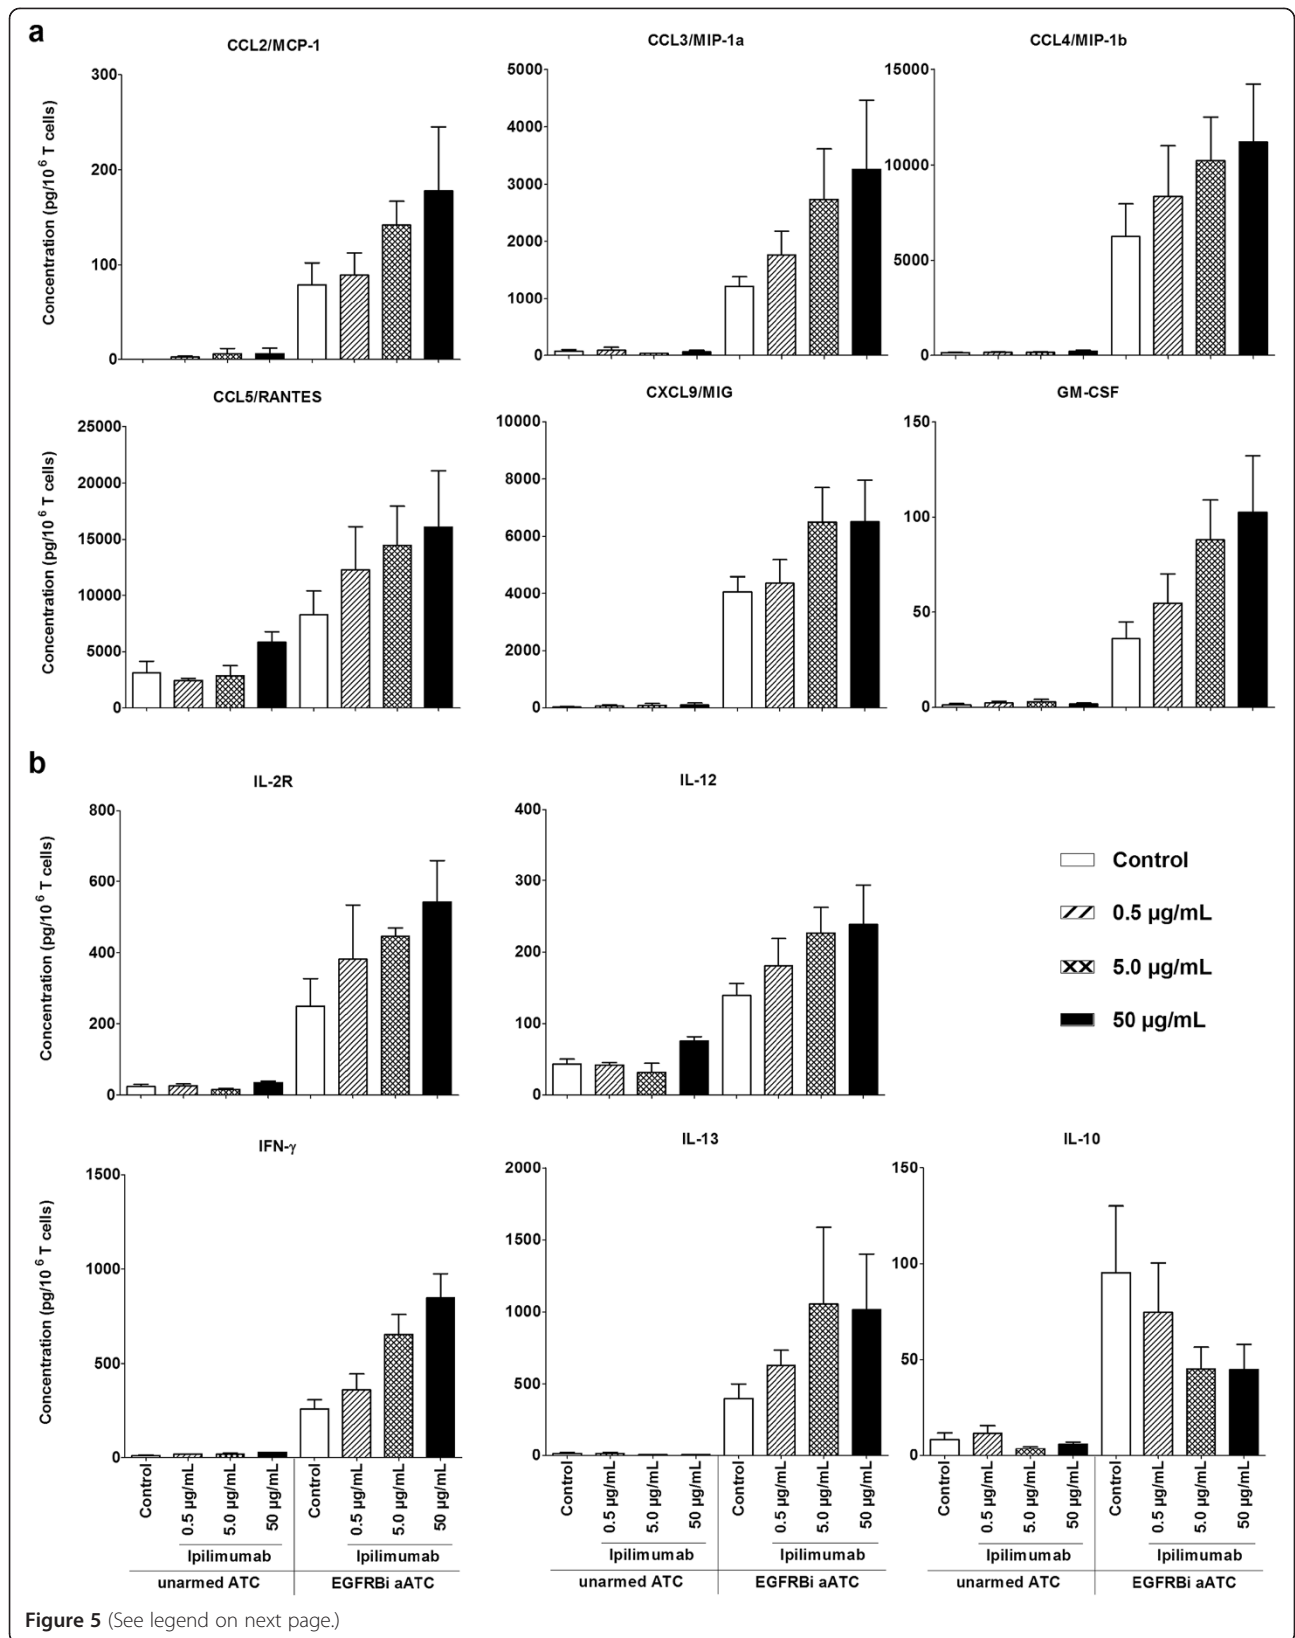 a
CCL2/MCP-1
CCL3/MIP-1a
CCL4/MIP-1b
Concentration (pg/10^6 T cells)
300
200
100
0
5000
4000
3000
2000
1000
0
15000
10000
5000
0
CCL5/RANTES
CXCL9/MIG
GM-CSF
Concentration (pg/10^6 T cells)
25000
20000
15000
10000
5000
0
10000
8000
6000
4000
2000
0
150
100
50
0
b
IL-2R
IL-12
Concentration (pg/10^6 T cells)
800
600
400
200
0
400
300
200
100
0
Control
0.5 µg/mL
5.0 µg/mL
50 µg/mL
IFN-γ
IL-13
IL-10
Concentration (pg/10^6 T cells)
1500
1000
500
0
2000
1500
1000
500
0
150
100
50
0
Control
0.5 µg/mL
5.0 µg/mL
50 µg/mL
Control
0.5 µg/mL
5.0 µg/mL
50 µg/mL
Control
0.5 µg/mL
5.0 µg/mL
50 µg/mL
Control
0.5 µg/mL
5.0 µg/mL
50 µg/mL
Control
0.5 µg/mL
5.0 µg/mL
50 µg/mL
Control
0.5 µg/mL
5.0 µg/mL
50 µg/mL
Ipilimumab Ipilimumab Ipilimumab Ipilimumab Ipilimumab Ipilimumab
unarmed ATC EGFRBi aATC unarmed ATC EGFRBi aATC unarmed ATC EGFRBi aATC
Figure 5 (See legend on next page.)